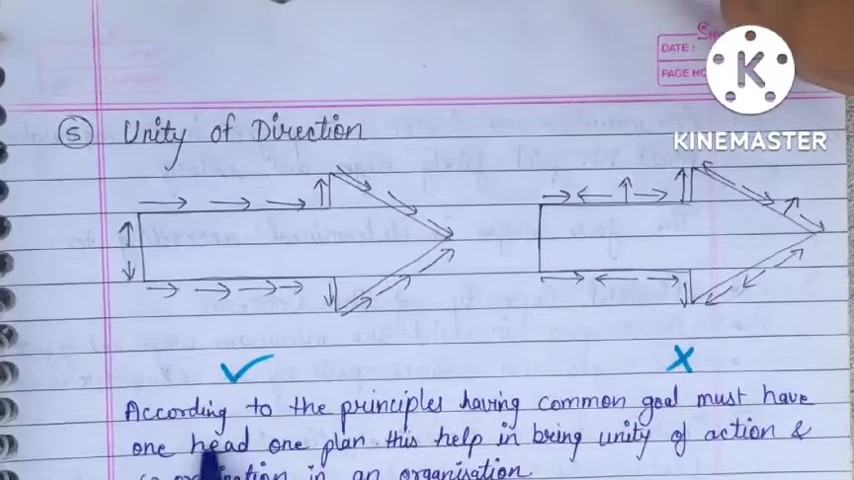 DATE:
PAGE NO
KINEMASTER
5 Unity of Direction
According to the principles having common goal must have
one head one plan this help in bring unity of action &
in an organisation